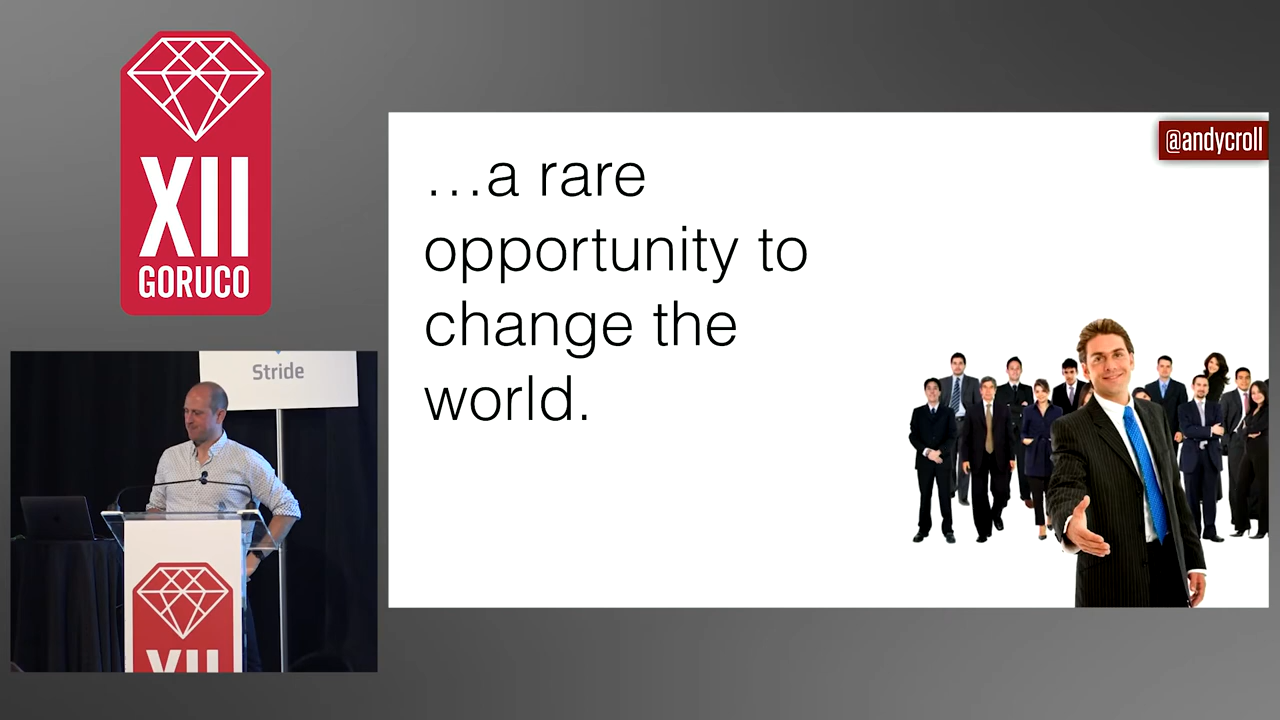 XII
GORUCO
@andycroll
…a rare
opportunity to
change the
world.
Stride
XII